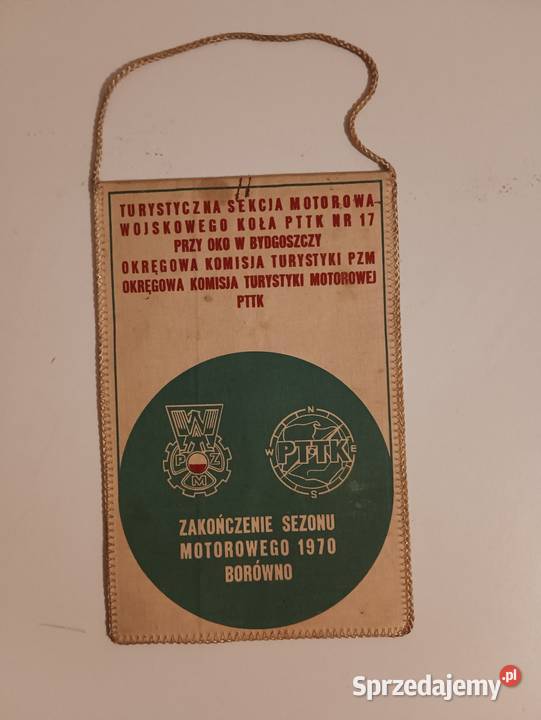 TURYSTYCZNA SEKCJA MOTOROWA
WOJSKOWEGO KOŁA PTTK NR 17
PRZY OKO W BYDGOSZCZY
OKRĘGOWA KOMISJA TURYSTYKI PZM
OKRĘGOWA KOMISJA TURYSTYKI MOTOROWEJ
PTTK
P Z
M
N
W PTTK E
S
ZAKOŃCZENIE SEZONU
MOTOROWEGO 1970
BORÓWNO
Sprzedajemy.pl